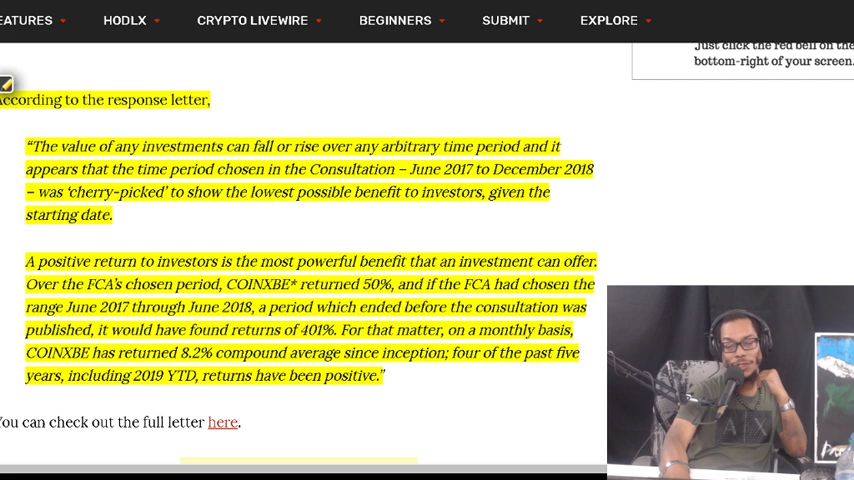 EATURES HODLX CRYPTO LIVEWIRE BEGINNERS SUBMIT EXPLORE
Just click the red bell on the
bottom-right of your screen.
According to the response letter,
“The value of any investments can fall or rise over any arbitrary time period and it
appears that the time period chosen in the Consultation – June 2017 to December 2018
– was ‘cherry-picked’ to show the lowest possible benefit to investors, given the
starting date.
A positive return to investors is the most powerful benefit that an investment can offer.
Over the FCA’s chosen period, COINXBE* returned 50%, and if the FCA had chosen the
range June 2017 through June 2018, a period which ended before the consultation was
published, it would have found returns of 401%. For that matter, on a monthly basis,
COINXBE has returned 8.2% compound average since inception; four of the past five
years, including 2019 YTD, returns have been positive.”
You can check out the full letter here.
A|X